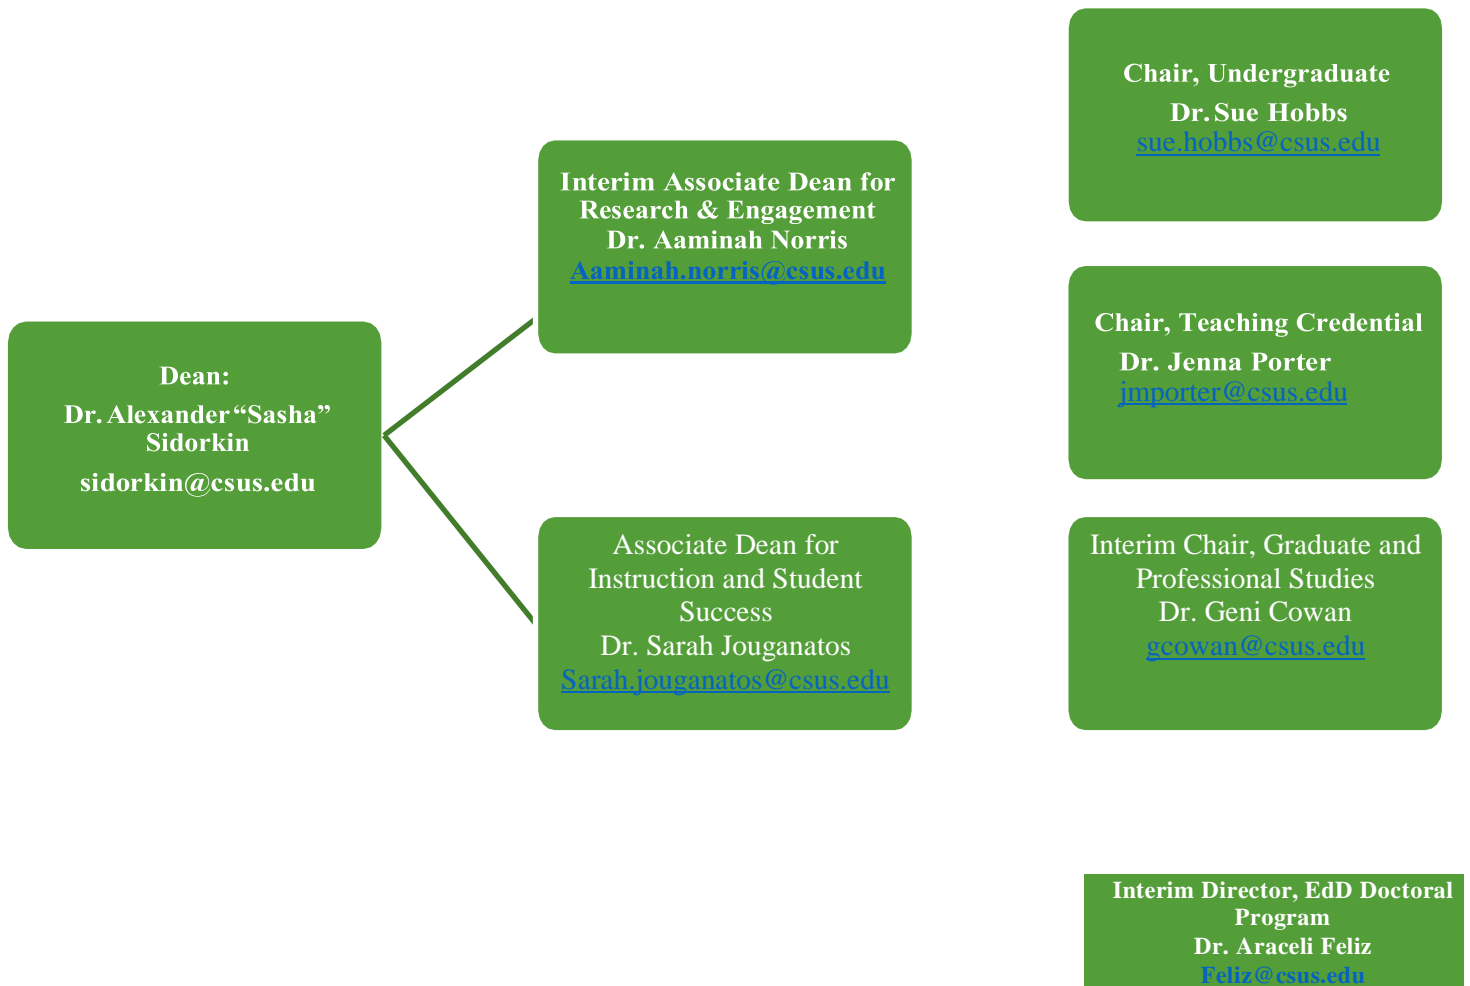 Dean:
Dr. Alexander “Sasha”
Sidorkin
sidorkin@csus.edu
Interim Associate Dean for
Research & Engagement
Dr. Aaminah Norris
Aaminah.norris@csus.edu
Associate Dean for
Instruction and Student
Success
Dr. Sarah Jouganatos
Sarah.jouganatos@csus.edu
Chair, Undergraduate
Dr. Sue Hobbs
sue.hobbs@csus.edu
Chair, Teaching Credential
Dr. Jenna Porter
jmporter@csus.edu
Interim Chair, Graduate and
Professional Studies
Dr. Geni Cowan
gcowan@csus.edu
Interim Director, EdD Doctoral
Program
Dr. Araceli Feliz
Feliz@csus.edu